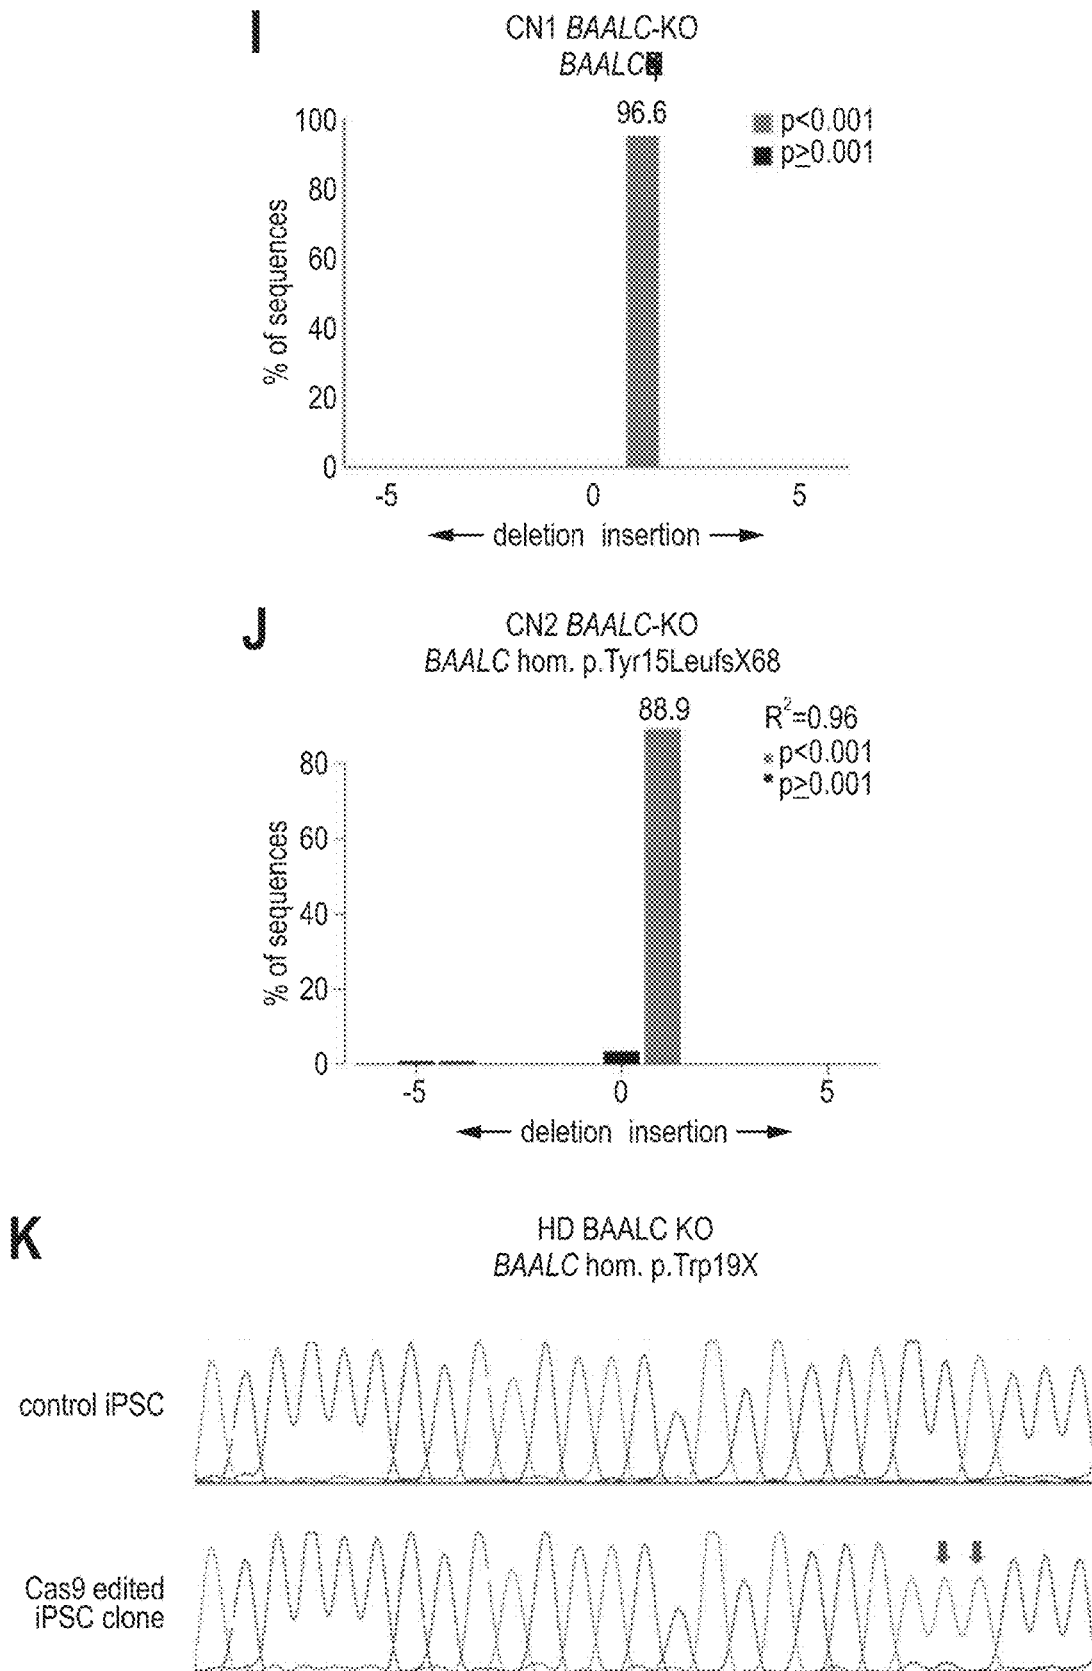 I
CN1 BAALC-KO
BAALC
96.6
p<0.001
p≥0.001
100
80
60
40
20
0
% of sequences
-5 0 5
deletion insertion
J
CN2 BAALC-KO
BAALC hom. p.Tyr15LeufsX68
88.9
R²=0.96
p<0.001
p≥0.001
80
60
40
20
0
% of sequences
-5 0 5
deletion insertion
K
HD BAALC KO
BAALC hom. p.Trp19X
control iPSC
Cas9 edited
iPSC clone